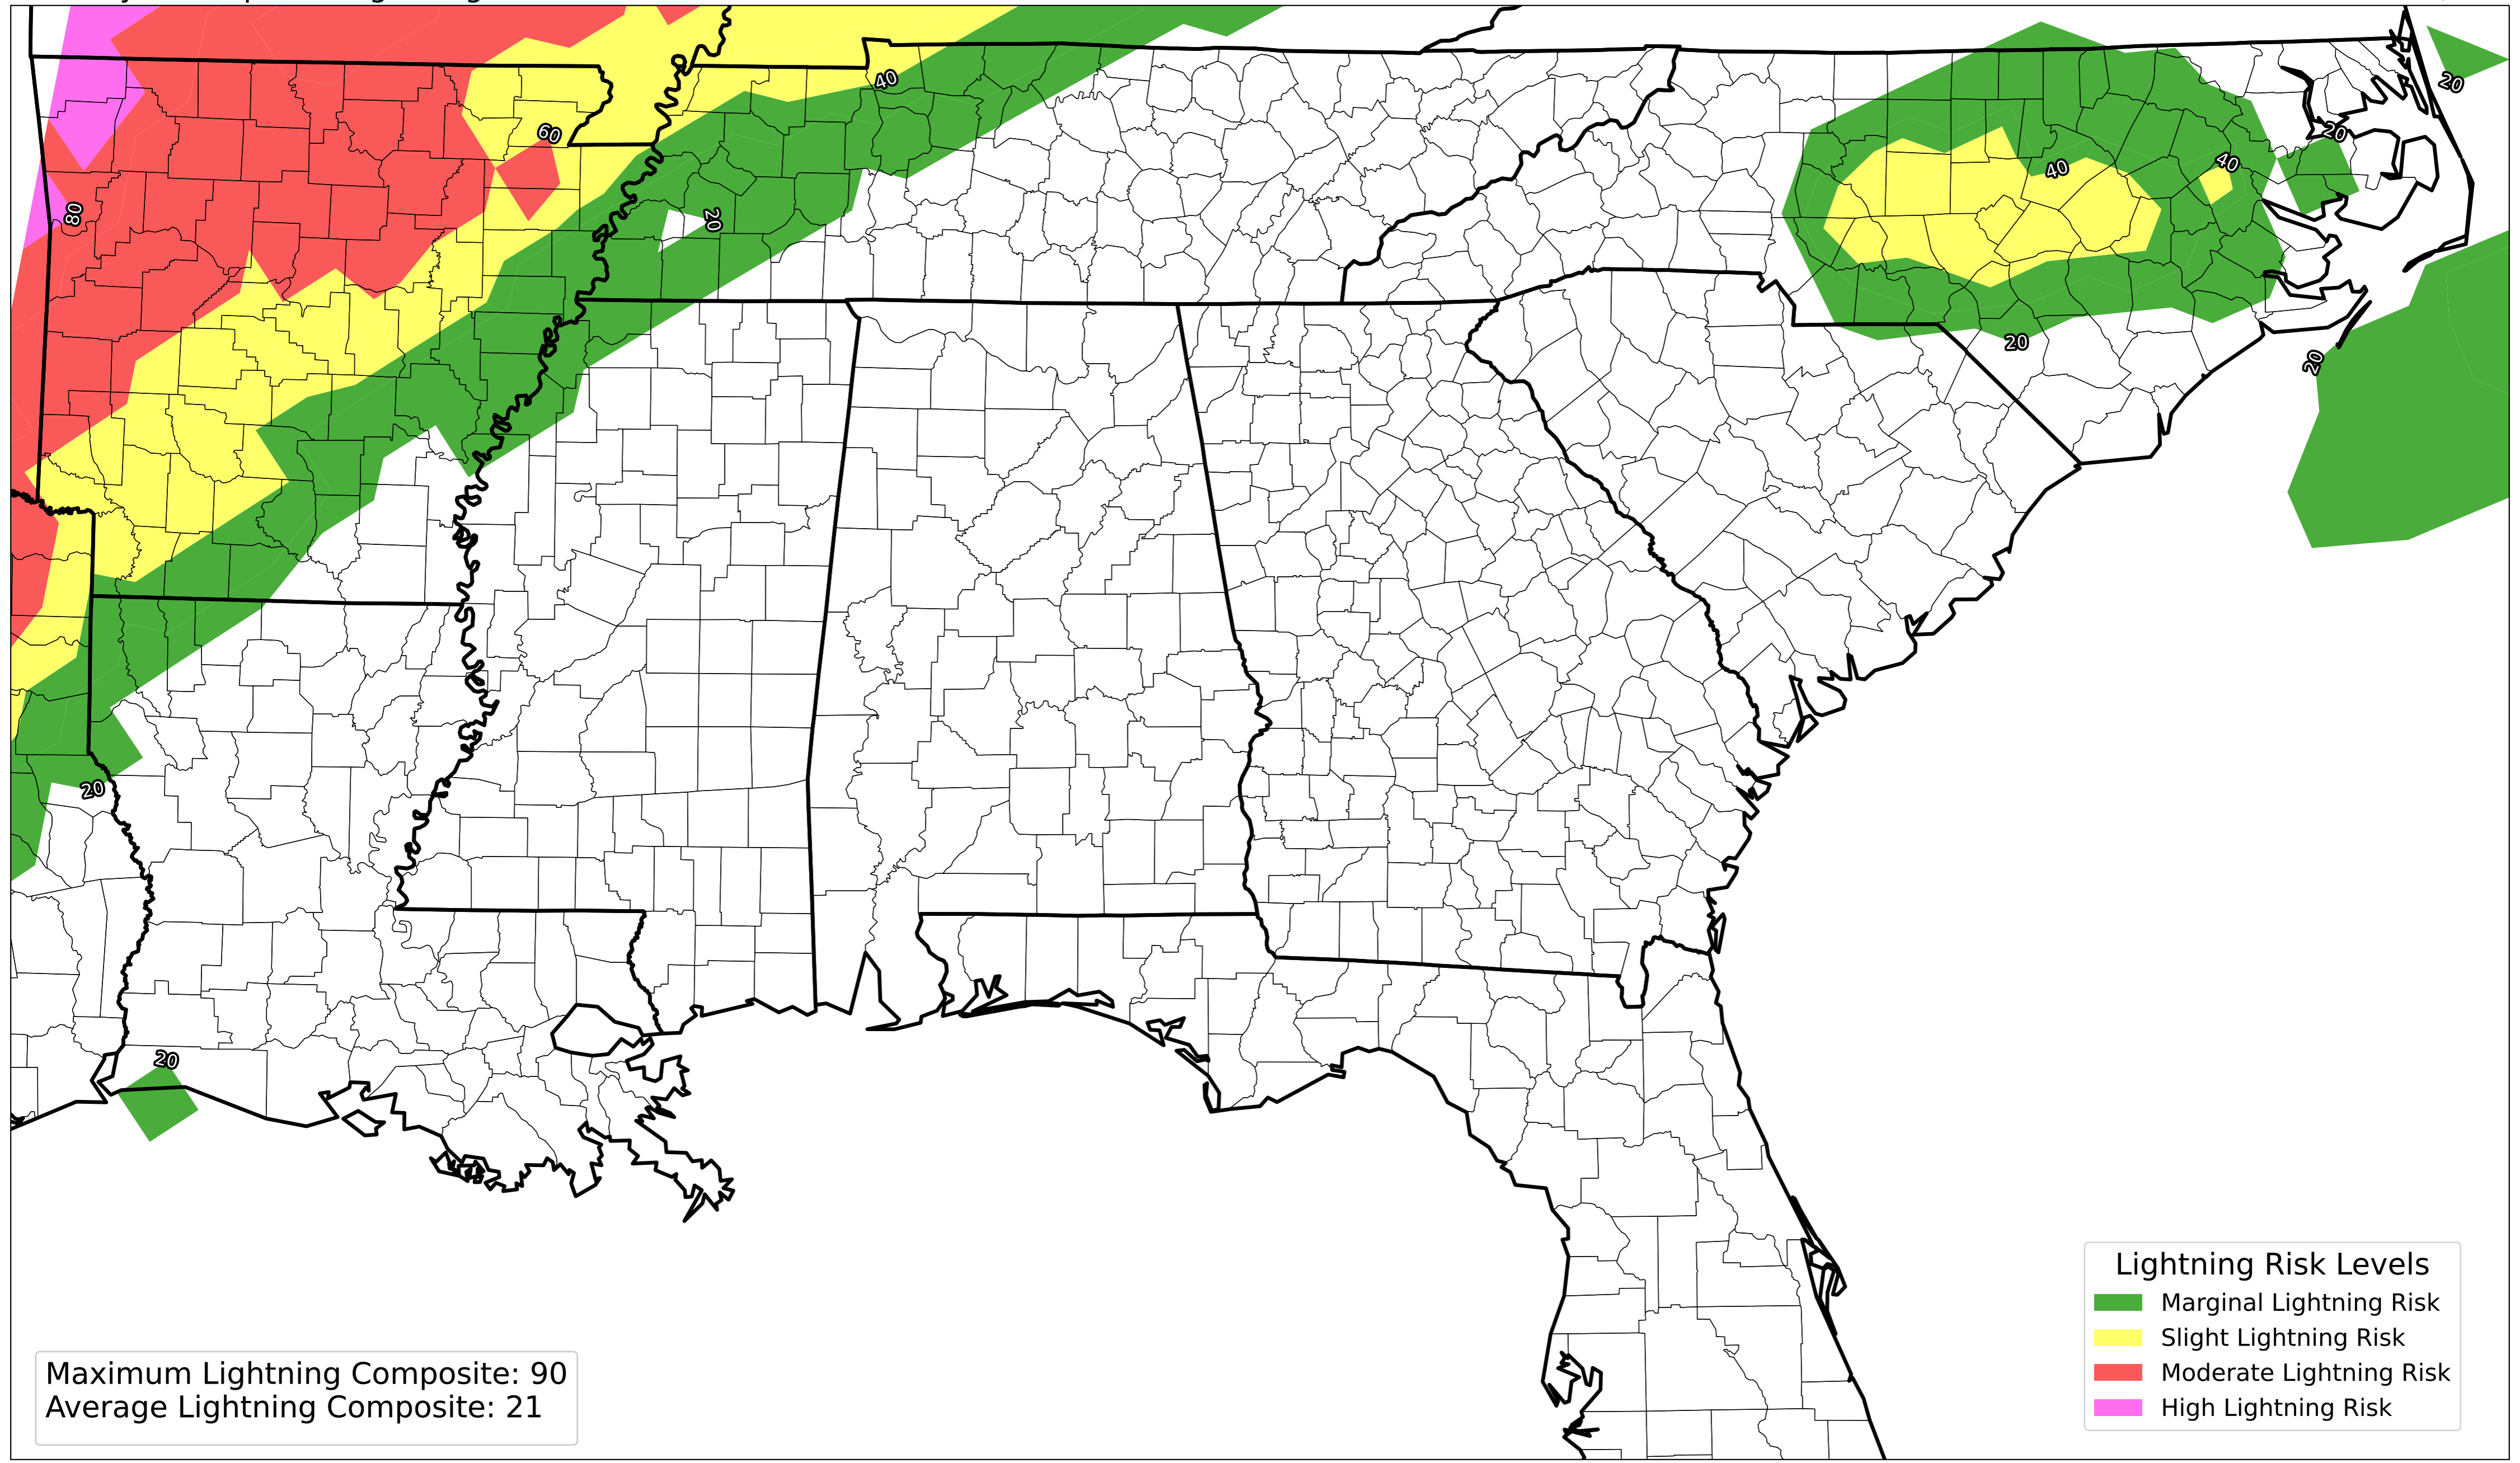 40
20
60
20
40
40
80
20
20
20
20
20
Lightning Risk Levels
Marginal Lightning Risk
Slight Lightning Risk
Moderate Lightning Risk
High Lightning Risk
Maximum Lightning Composite: 90
Average Lightning Composite: 21